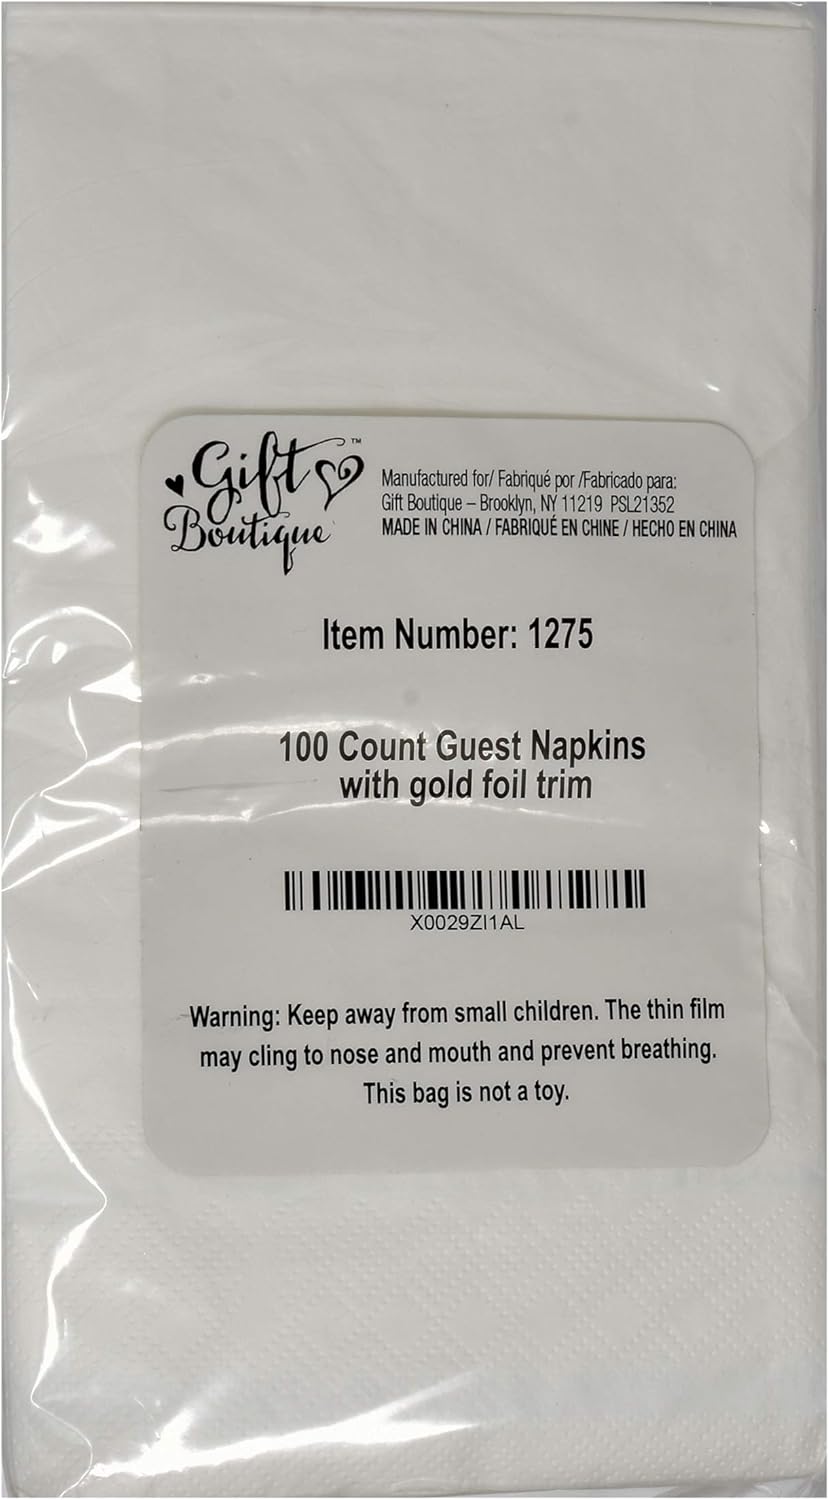 Gift ™
Boutique
Manufactured for/ Fabriqué por /Fabricado para:
Gift Boutique – Brooklyn, NY 11219 PSL21352
MADE IN CHINA / FABRIQUÉ EN CHINE / HECHO EN CHINA
Item Number: 1275
100 Count Guest Napkins
with gold foil trim
X0029ZI1AL
Warning: Keep away from small children. The thin film
may cling to nose and mouth and prevent breathing.
This bag is not a toy.